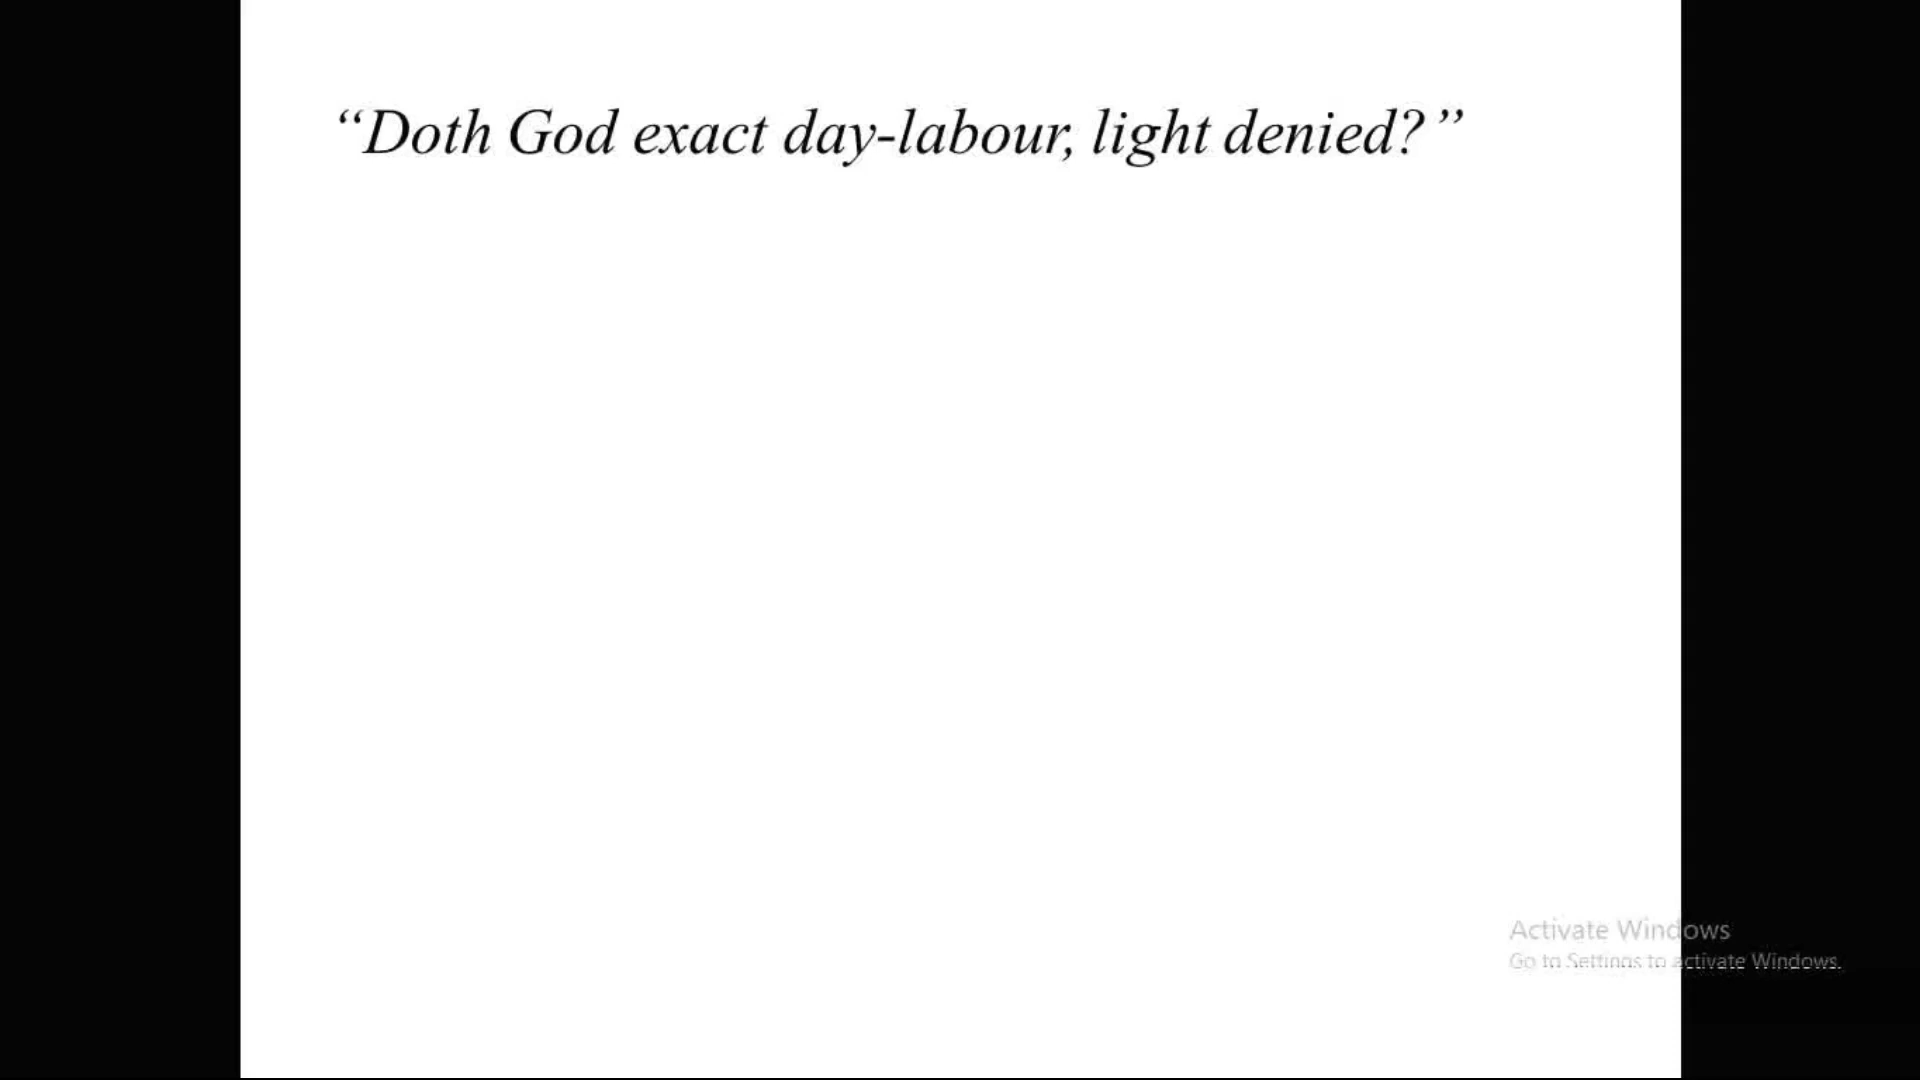 “Doth God exact day-labour, light denied?”
Activate Windows
Go to Settings to activate Windows.